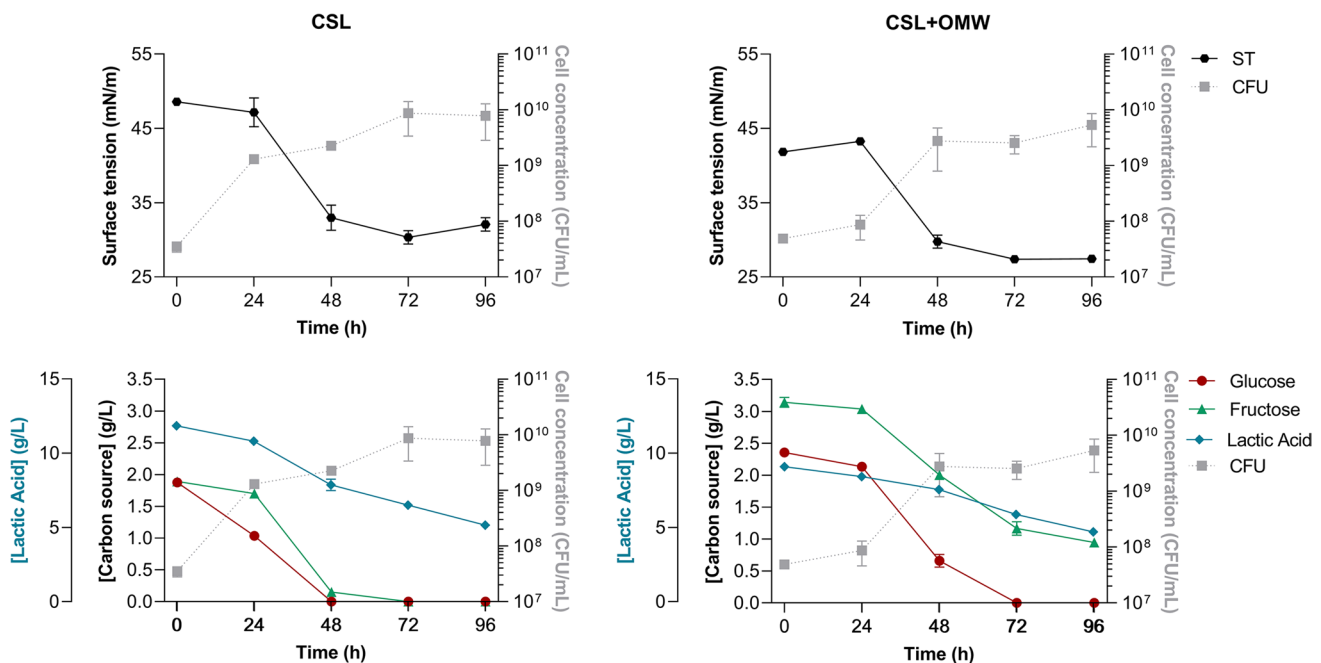 CSL
CSL+OMW
55
45
35
25
Surface tension (mN/m)
10¹¹
10¹⁰
10⁹
10⁸
10⁷
Cell concentration (CFU/mL)
0 24 48 72 96
Time (h)
55
45
35
25
Surface tension (mN/m)
10¹¹
10¹⁰
10⁹
10⁸
10⁷
Cell concentration (CFU/mL)
0 24 48 72 96
Time (h)
ST
CFU
15
10
5
0
[Lactic Acid] (g/L)
3.5
3.0
2.5
2.0
1.5
1.0
0.5
0.0
[Carbon source] (g/L)
10¹¹
10¹⁰
10⁹
10⁸
10⁷
Cell concentration (CFU/mL)
0 24 48 72 96
Time (h)
15
10
5
0
[Lactic Acid] (g/L)
3.5
3.0
2.5
2.0
1.5
1.0
0.5
0.0
[Carbon source] (g/L)
10¹¹
10¹⁰
10⁹
10⁸
10⁷
Cell concentration (CFU/mL)
0 24 48 72 96
Time (h)
Glucose
Fructose
Lactic Acid
CFU